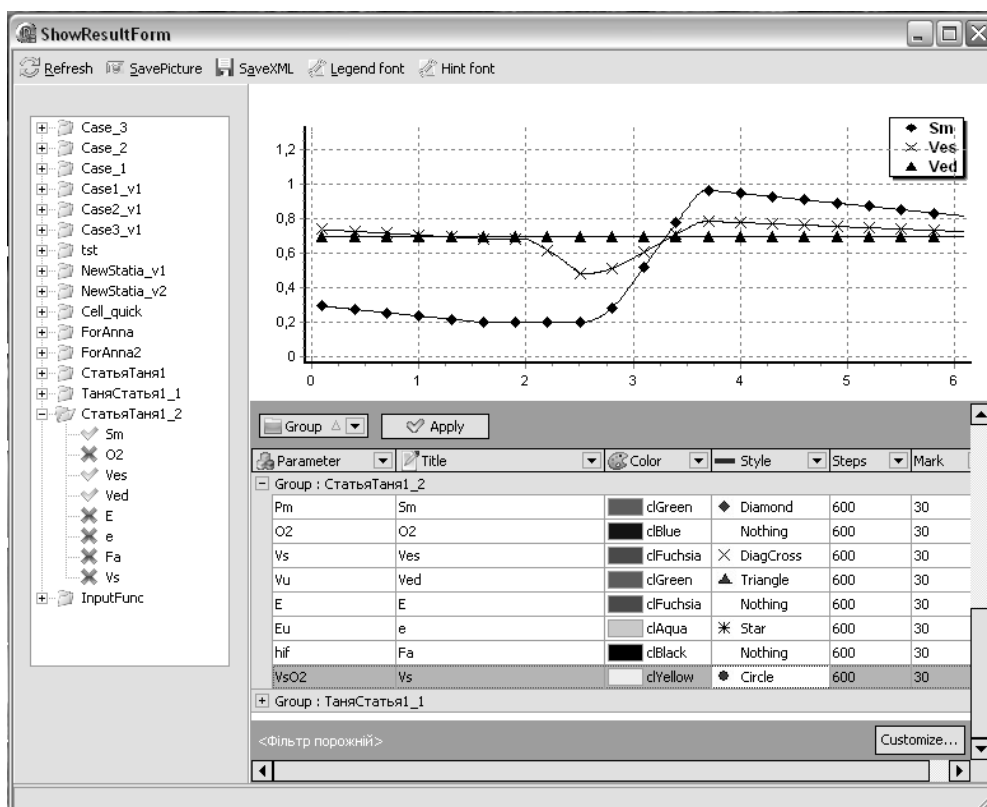 ShowResultForm
Refresh SavePicture SaveXML Legend font Hint font
Case_3
Case_2
Case_1
Case1_v1
Case2_v1
Case3_v1
tst
NewStatia_v1
NewStatia_v2
Cell_quick
ForAnna
ForAnna2
СтатьяТаня1
ТаняСтатья1_1
СтатьяТаня1_2
Sm
O2
Ves
Ved
E
e
Fa
Vs
InputFunc
Sm
Ves
Ved
1,2
1
0,8
0,6
0,4
0,2
0
0 1 2 3 4 5 6
Group Apply
Parameter Title Color Style Steps Mark
Group : СтатьяТаня1_2
Pm Sm clGreen Diamond 600 30
O2 O2 clBlue Nothing 600 30
Vs Ves clFuchsia DiagCross 600 30
Vu Ved clGreen Triangle 600 30
E E clFuchsia Nothing 600 30
Eu e clAqua Star 600 30
hif Fa clBlack Nothing 600 30
VsO2 Vs clYellow Circle 600 30
Group : ТаняСтатья1_1
<Фільтр порожній> Customize...